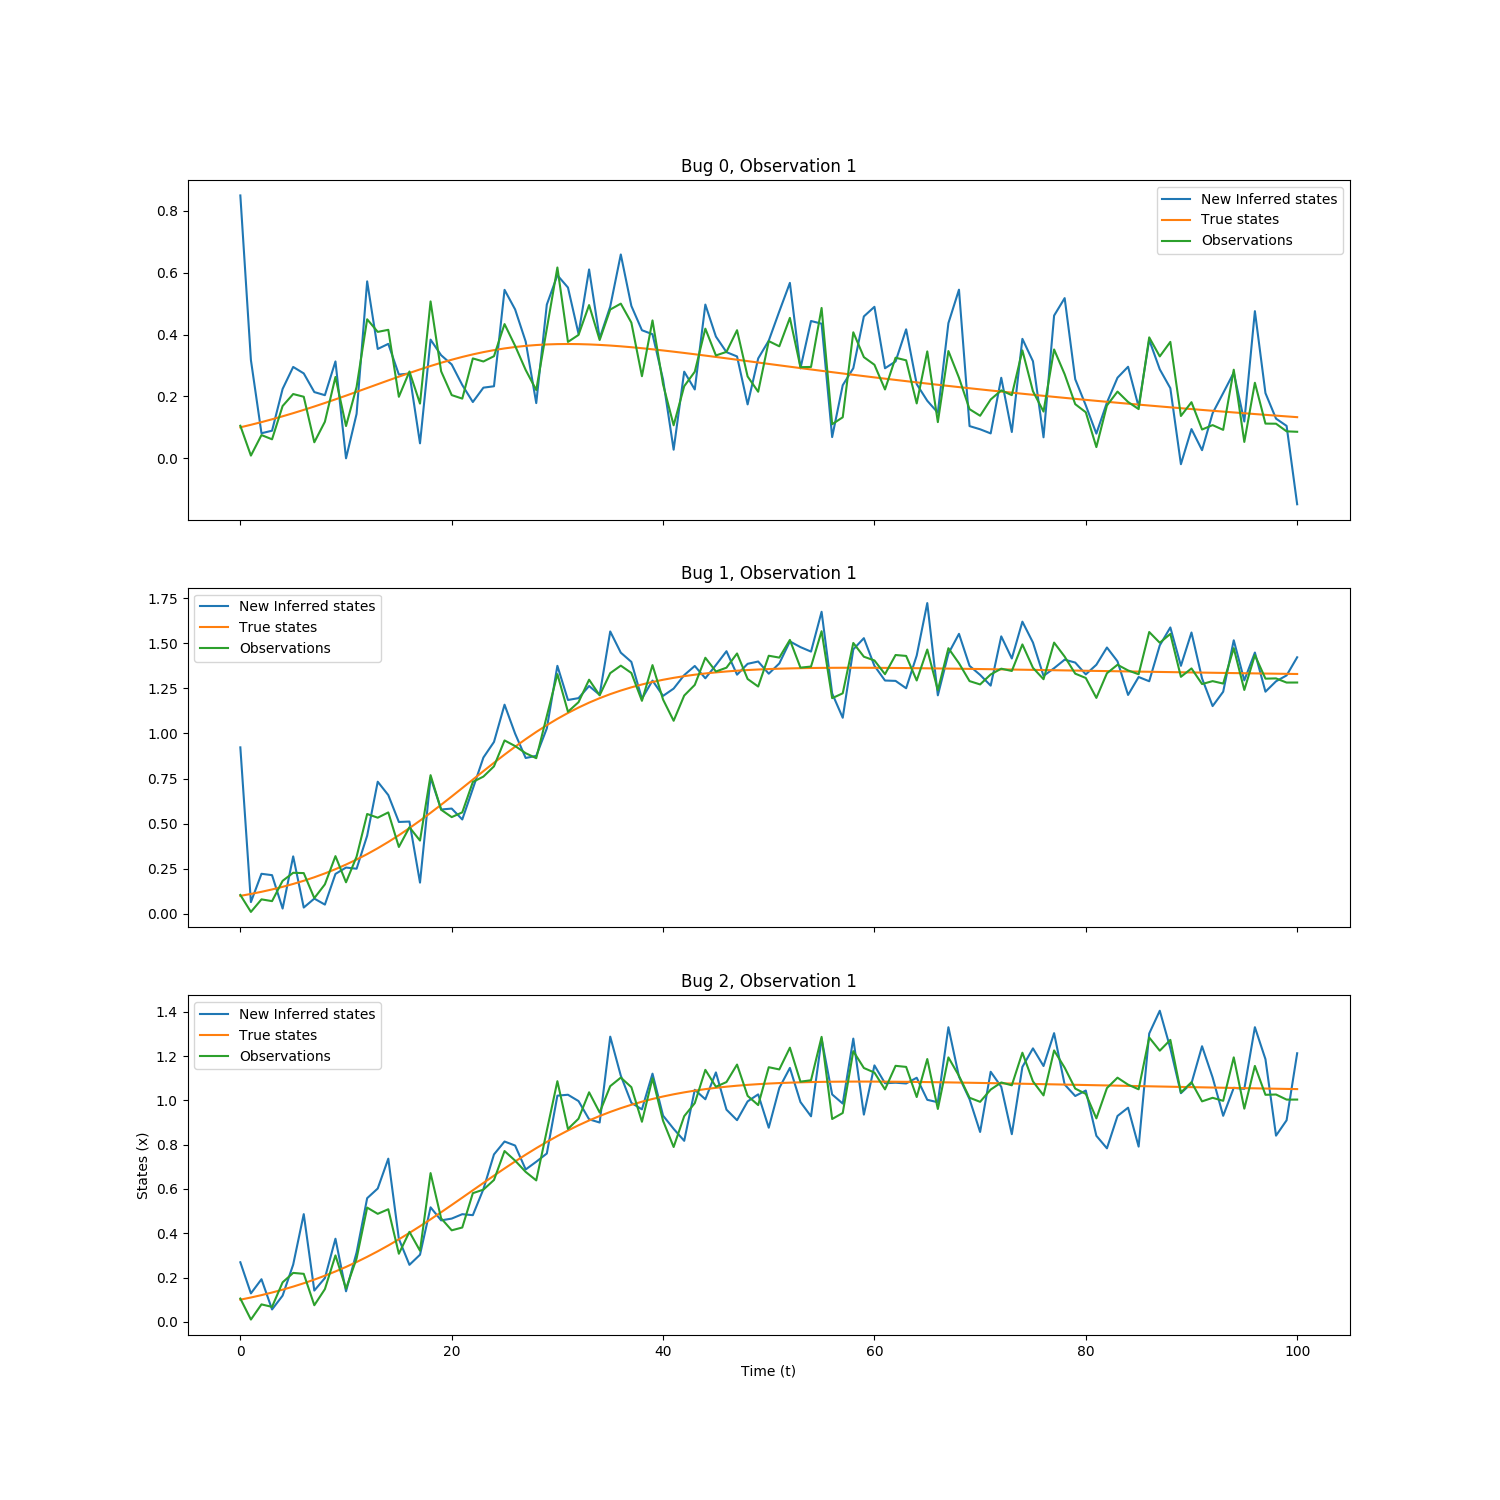 Bug 0, Observation 1
New Inferred states
True states
Observations
0.8
0.6
0.4
0.2
0.0
Bug 1, Observation 1
New Inferred states
True states
Observations
1.75
1.50
1.25
1.00
0.75
0.50
0.25
0.00
Bug 2, Observation 1
New Inferred states
True states
Observations
1.4
1.2
1.0
0.8
0.6
0.4
0.2
0.0
States (x)
0 20 40 60 80 100
Time (t)